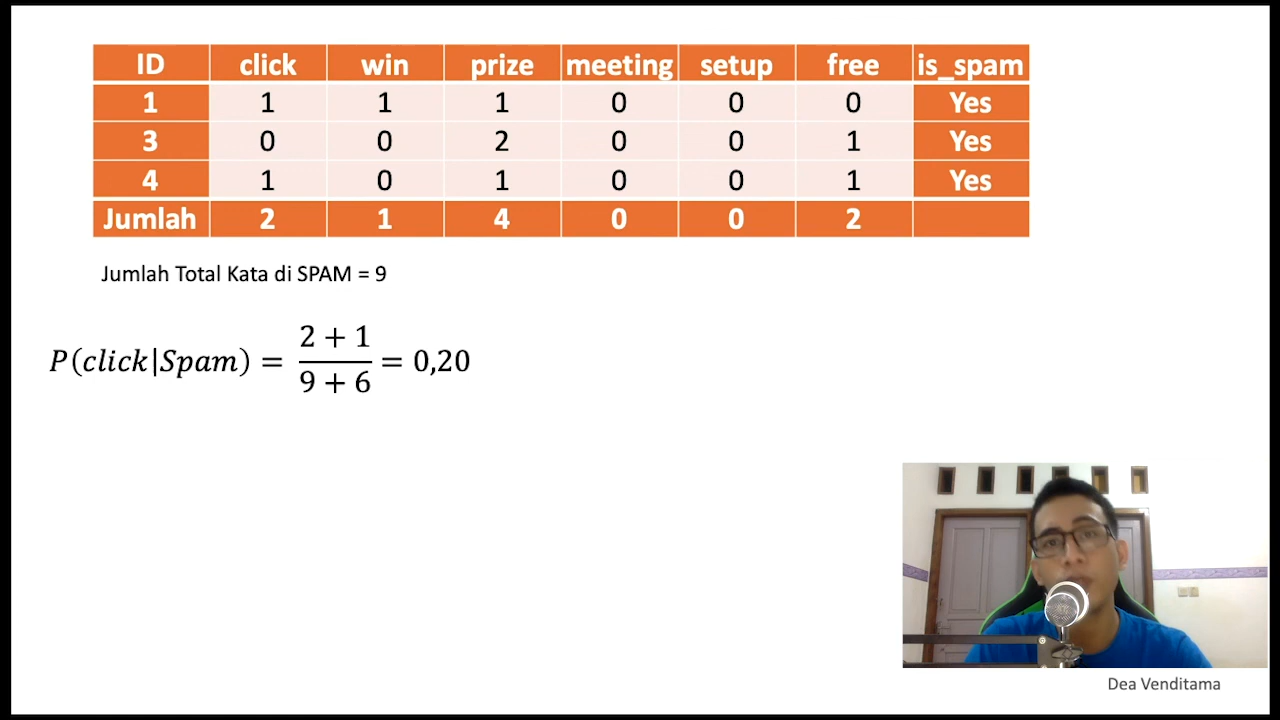 ID click win prize meeting setup free is_spam
1 1 1 1 0 0 0 Yes
3 0 0 2 0 0 1 Yes
4 1 0 1 0 0 1 Yes
Jumlah 2 1 4 0 0 2
Jumlah Total Kata di SPAM = 9
P(click|Spam) = (2 + 1)/(9 + 6) = 0,20
Dea Venditama